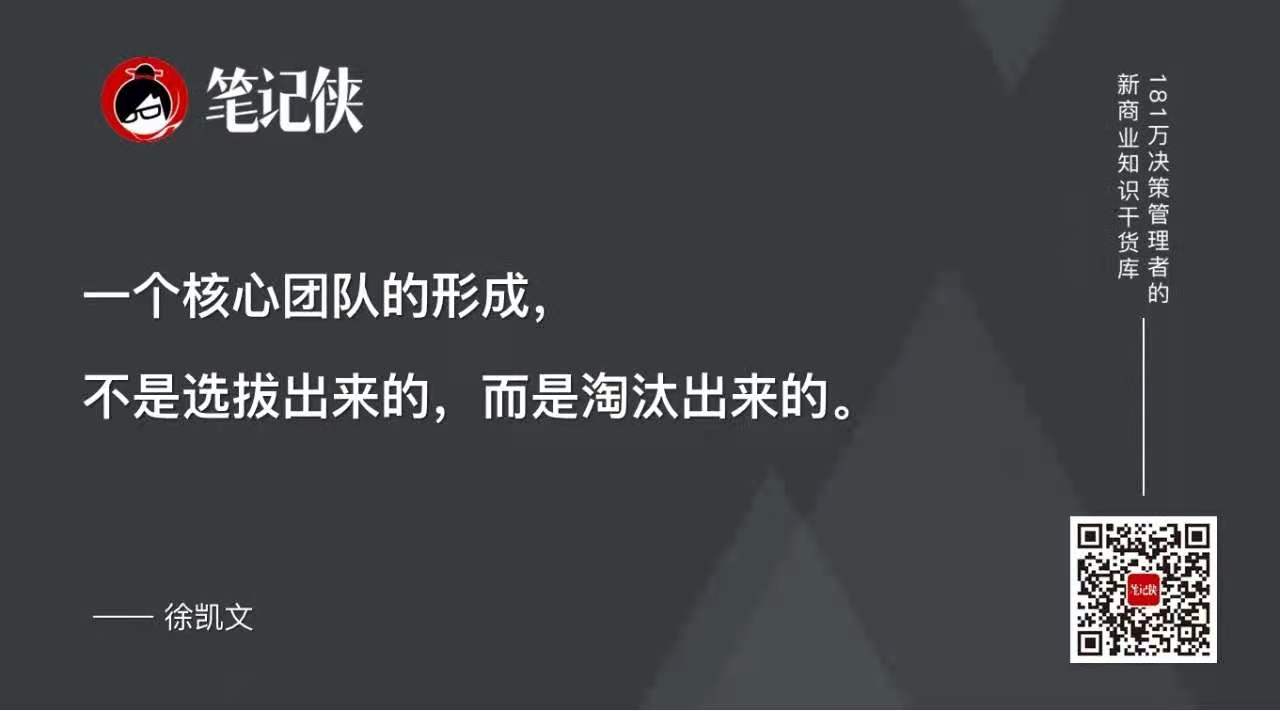 笔记侠
181万决策管理者的
新商业知识干货库
一个核心团队的形成，
不是选拔出来的，而是淘汰出来的。
—— 徐凯文
笔记侠